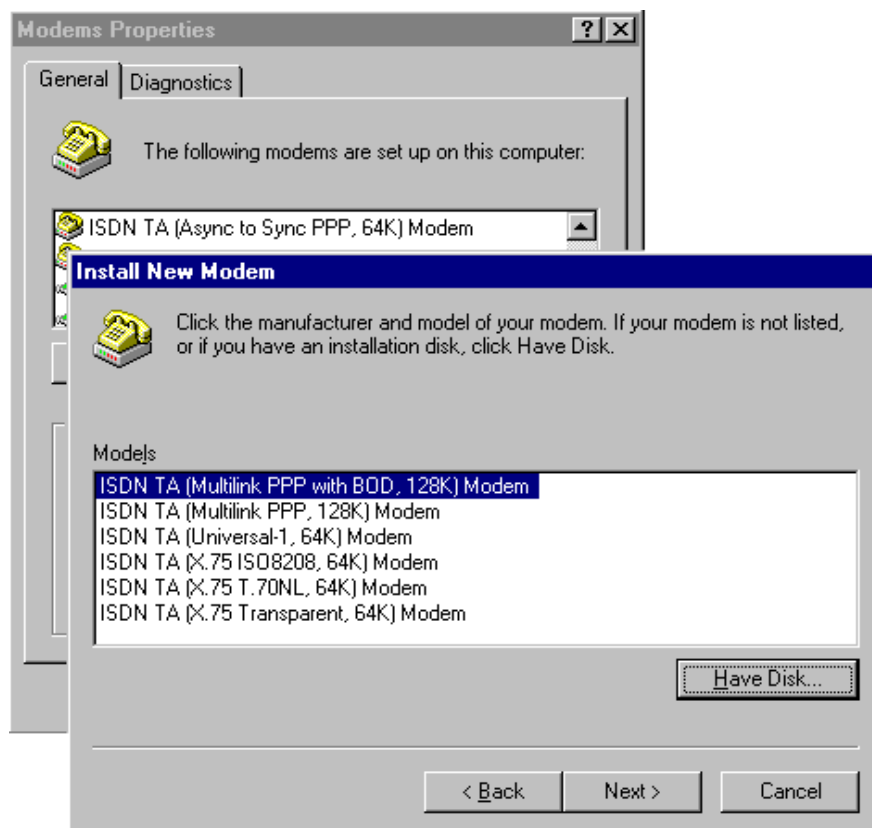 Modems Properties
General
Diagnostics
The following modems are set up on this computer:
ISDN TA (Async to Sync PPP, 64K) Modem
Install New Modem
Click the manufacturer and model of your modem. If your modem is not listed,
or if you have an installation disk, click Have Disk.
Models
ISDN TA (Multilink PPP with BOD, 128K) Modem
ISDN TA (Multilink PPP, 128K) Modem
ISDN TA (Universal-1, 64K) Modem
ISDN TA (X.75 ISO8208, 64K) Modem
ISDN TA (X.75 T.70NL, 64K) Modem
ISDN TA (X.75 Transparent, 64K) Modem
Have Disk...
< Back
Next >
Cancel